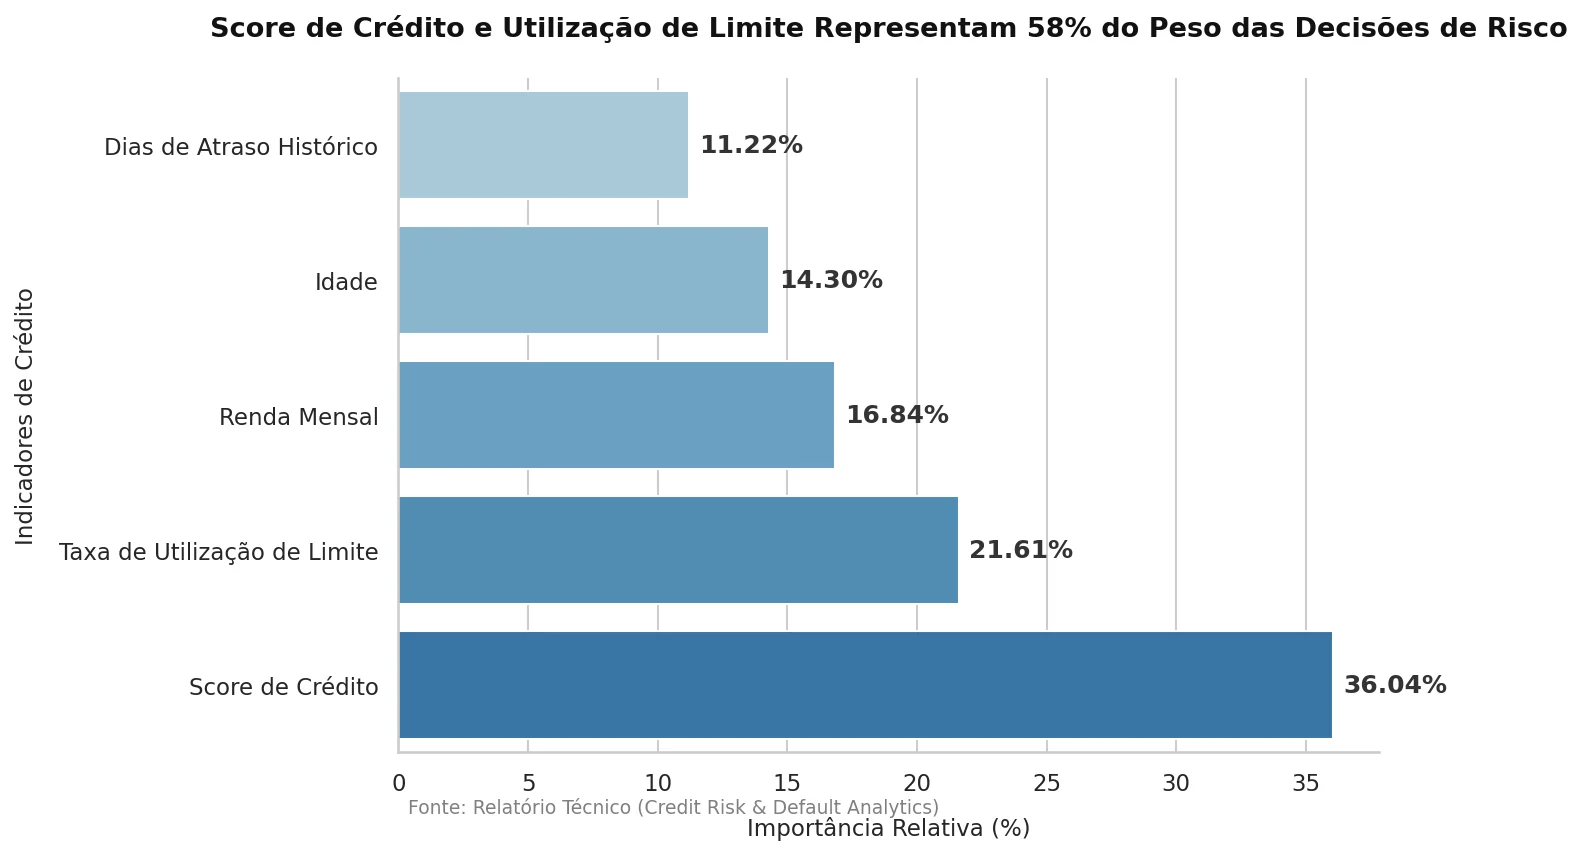 Score de Crédito e Utilização de Limite Representam 58% do Peso das Decisões de Risco
Indicadores de Crédito
Dias de Atraso Histórico
11.22%
Idade
14.30%
Renda Mensal
16.84%
Taxa de Utilização de Limite
21.61%
Score de Crédito
36.04%
0 5 10 15 20 25 30 35
Fonte: Relatório Técnico (Credit Risk & Default Analytics)
Importância Relativa (%)